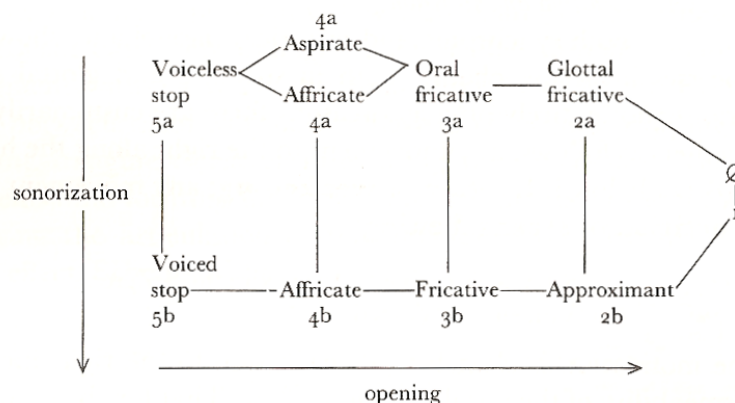 4a
Aspirate
Voiceless
stop
5a
Affricate
4a
Oral
fricative
3a
Glottal
fricative
2a
Ø
sonorization
Voiced
stop
5b
Affricate
4b
Fricative
3b
Approximant
2b
opening